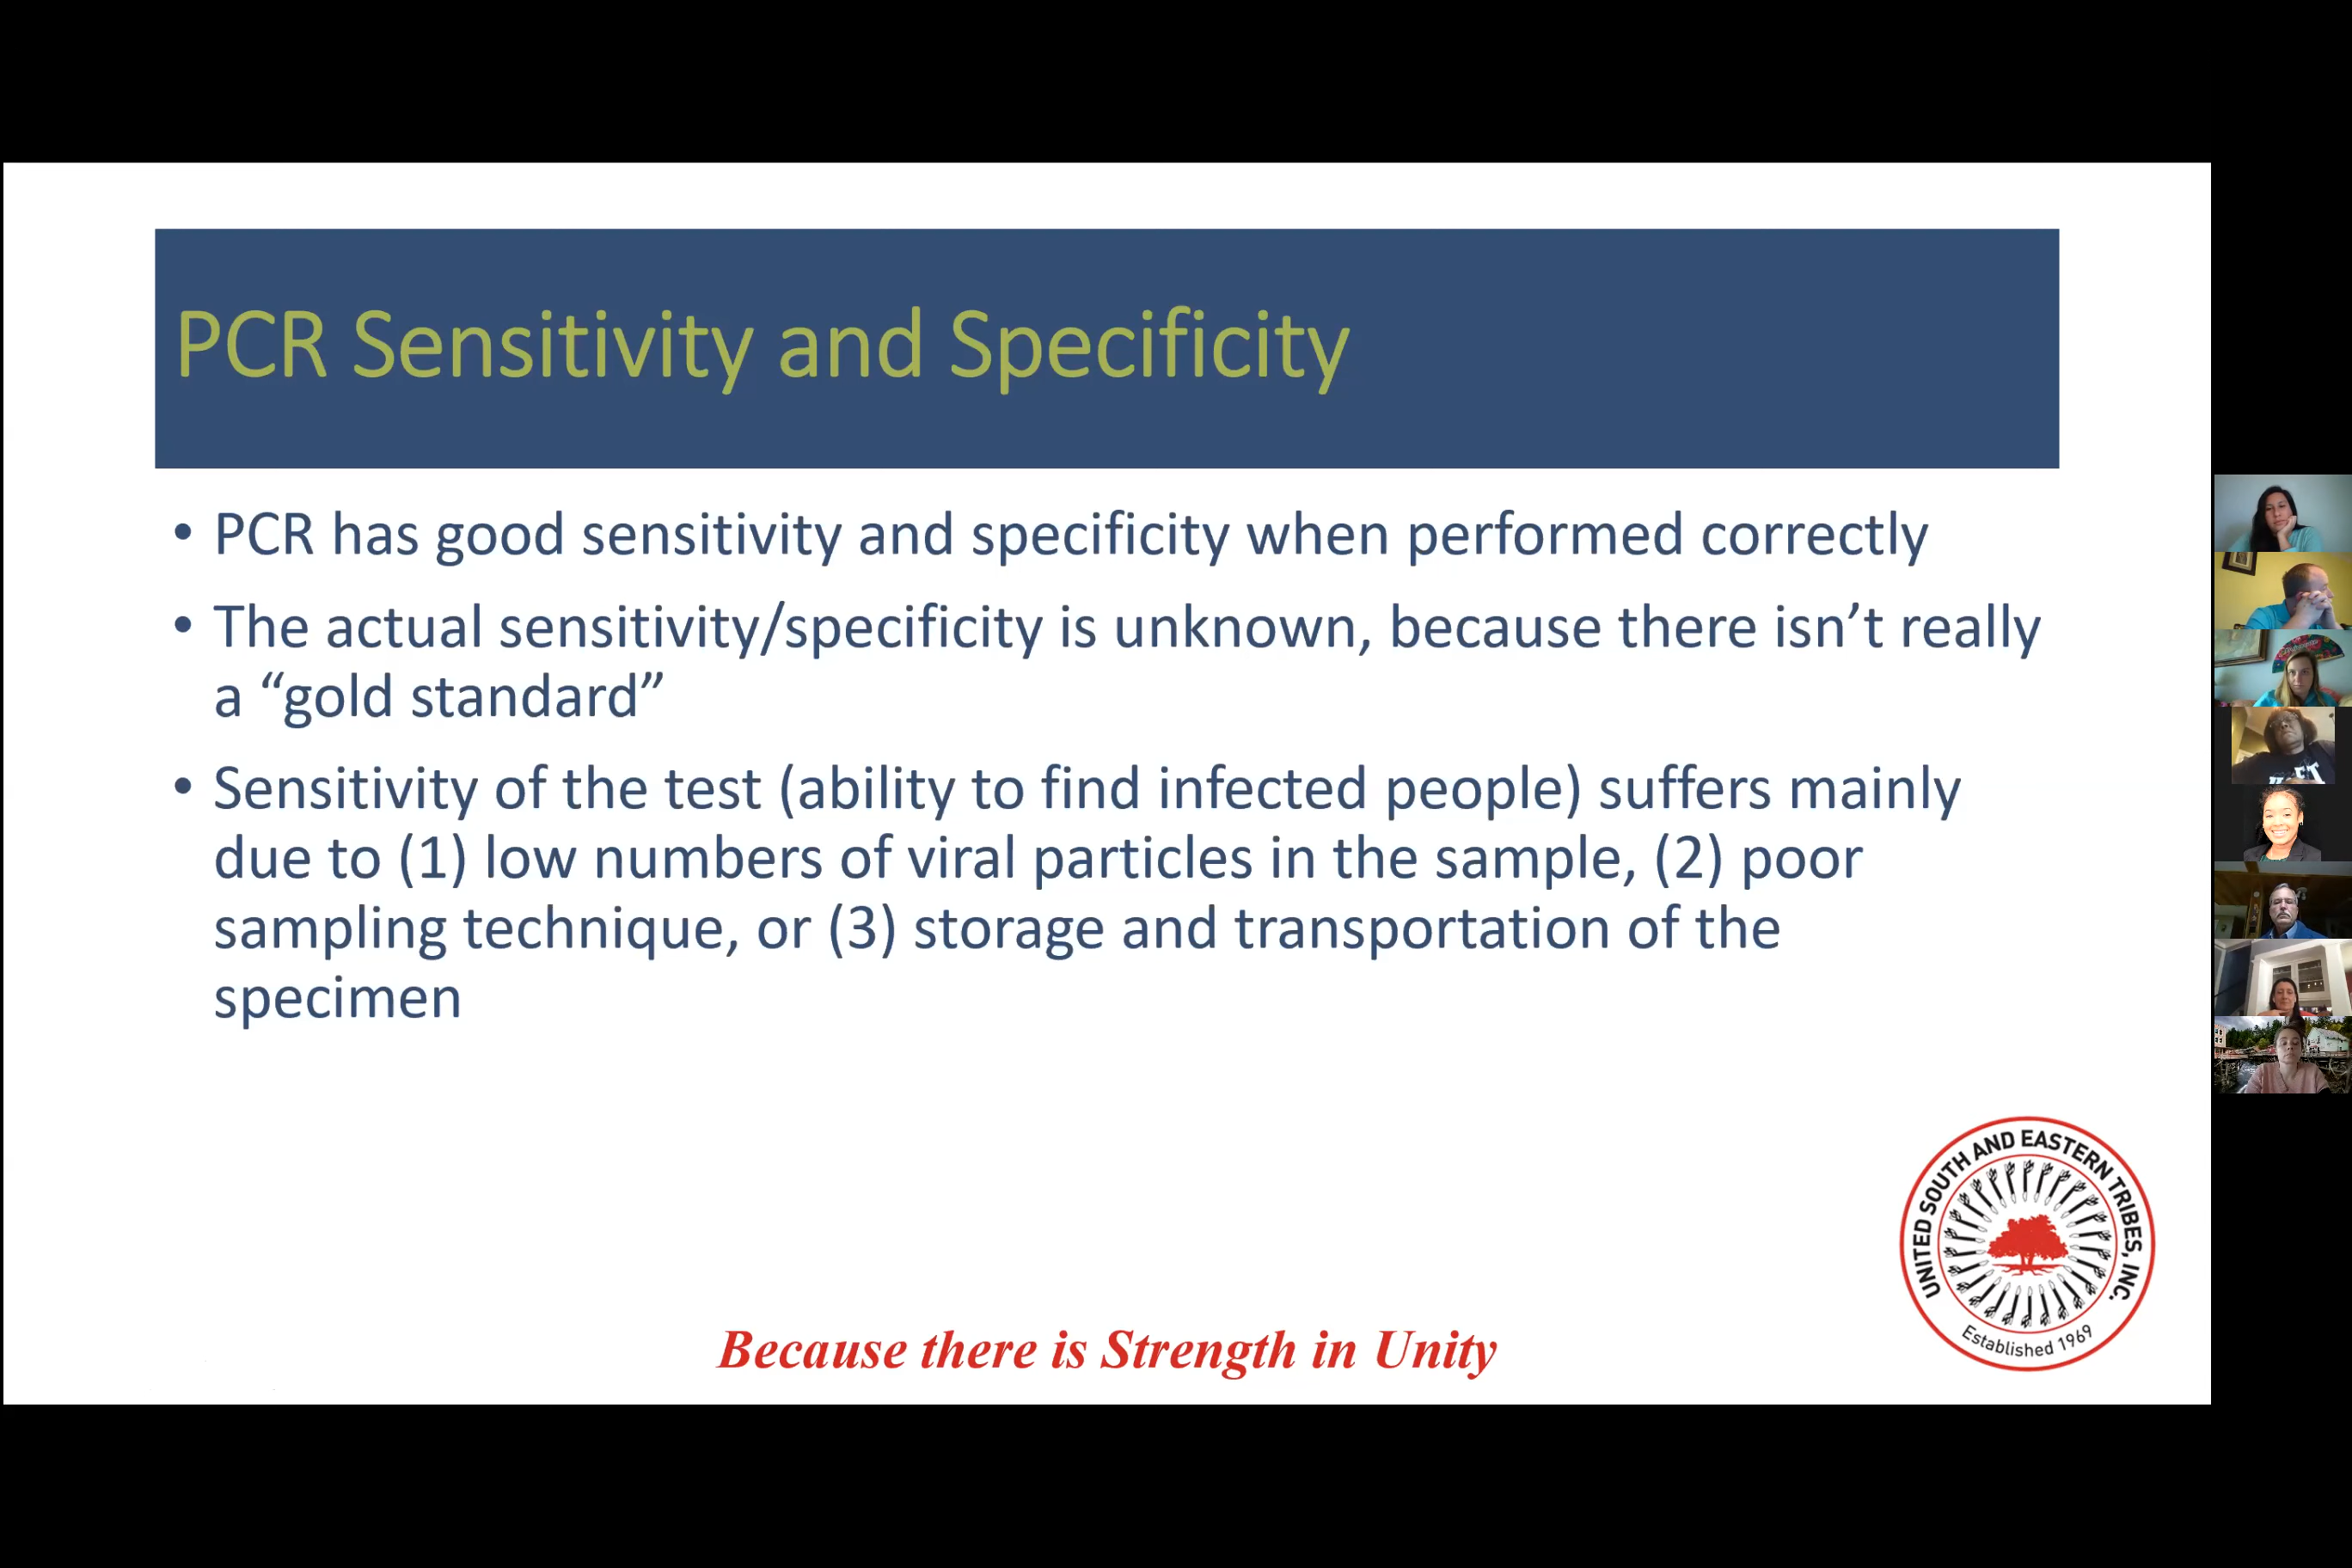 PCR Sensitivity and Specificity
• PCR has good sensitivity and specificity when performed correctly
• The actual sensitivity/specificity is unknown, because there isn’t really
a “gold standard”
• Sensitivity of the test (ability to find infected people) suffers mainly
due to (1) low numbers of viral particles in the sample, (2) poor
sampling technique, or (3) storage and transportation of the
specimen
UNITED SOUTH AND EASTERN TRIBES, INC.
Established 1969
Because there is Strength in Unity